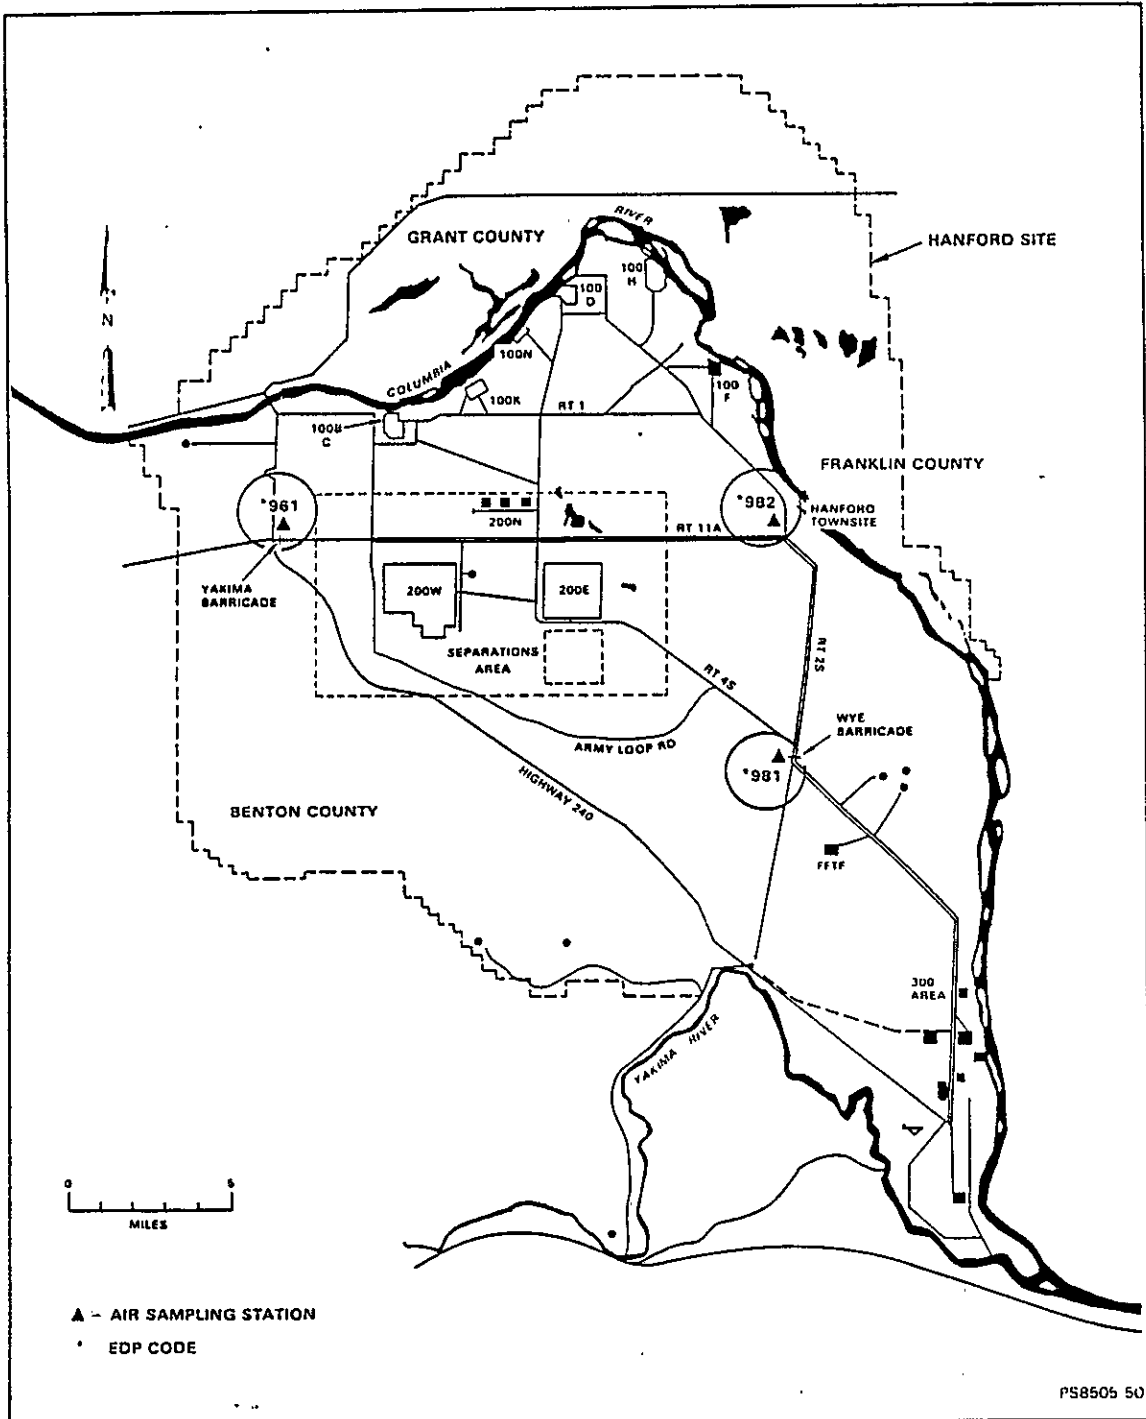 RIVER
GRANT COUNTY
HANFORD SITE
100
H
100
D
N
100N
COLUMBIA
100K
100
F
RT 1
100B
C
FRANKLIN COUNTY
*961
*982
HANFORD
TOWNSITE
200N
RT 11A
YAKIMA
BARRICADE
200W
200E
SEPARATIONS
AREA
RT 2S
RT 4S
WYE
BARRICADE
ARMY LOOP RD
*981
HIGHWAY 240
BENTON COUNTY
FFTF
300
AREA
YAKIMA RIVER
0 5
MILES
▲ - AIR SAMPLING STATION
* EDP CODE
PS8505 50